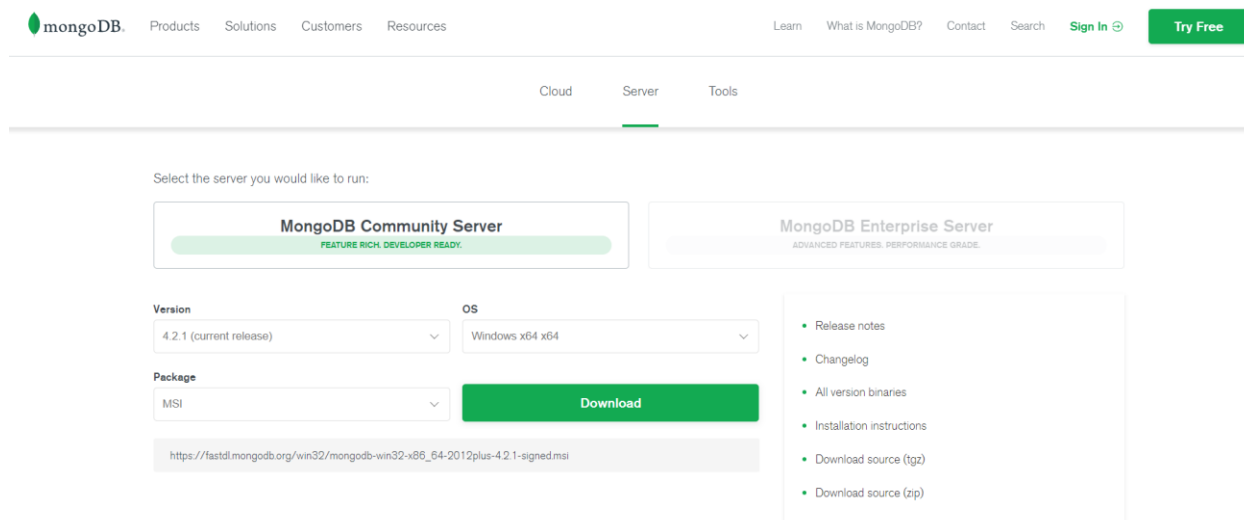 mongoDB. Products Solutions Customers Resources Learn What is MongoDB? Contact Search Sign In Try Free
Cloud Server Tools
Select the server you would like to run:
MongoDB Community Server
FEATURE RICH. DEVELOPER READY.
MongoDB Enterprise Server
ADVANCED FEATURES. PERFORMANCE GRADE.
Version
4.2.1 (current release)
OS
Windows x64 x64
Package
MSI
Download
https://fastdl.mongodb.org/win32/mongodb-win32-x86_64-2012plus-4.2.1-signed.msi
Release notes
Changelog
All version binaries
Installation instructions
Download source (tgz)
Download source (zip)